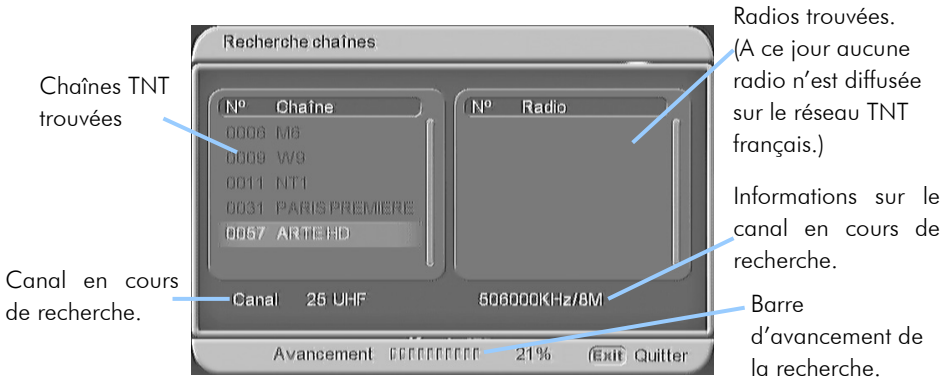 Recherche chaînes
Chaînes TNT
trouvées
Nº Chaîne
0006 M6
0009 W9
0011 NT1
0031 PARIS PREMIERE
0057 ARTE HD
Nº Radio
Radios trouvées.
(A ce jour aucune
radio n’est diffusée
sur le réseau TNT
français.)
Informations sur le
canal en cours de
recherche.
Canal en cours
de recherche.
Canal 25 UHF
506000KHz/8M
Barre
d’avancement de
la recherche.
Avancement 21% Exit Quitter